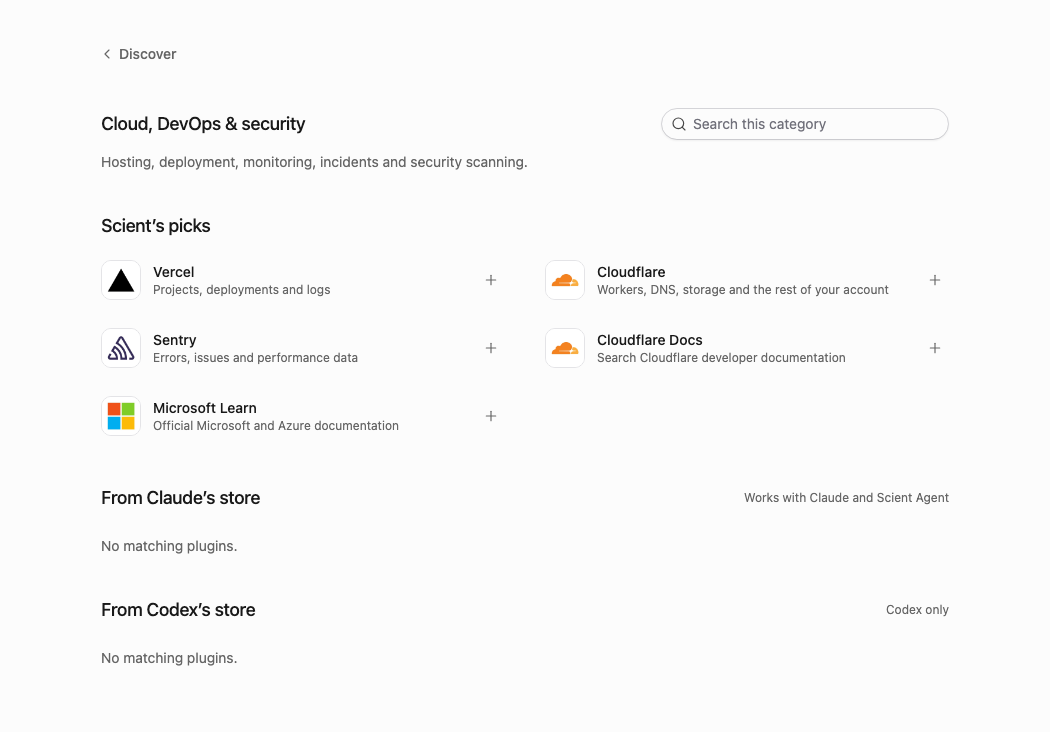 Discover
Cloud, DevOps & security
Search this category
Hosting, deployment, monitoring, incidents and security scanning.
Scient’s picks
Vercel
Projects, deployments and logs
Cloudflare
Workers, DNS, storage and the rest of your account
Sentry
Errors, issues and performance data
Cloudflare Docs
Search Cloudflare developer documentation
Microsoft Learn
Official Microsoft and Azure documentation
From Claude’s store
Works with Claude and Scient Agent
No matching plugins.
From Codex’s store
Codex only
No matching plugins.